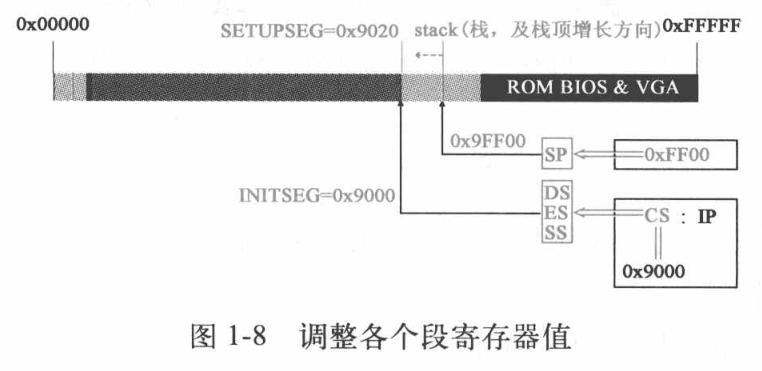 0x00000 SETUPSEG=0x9020 stack(栈，及栈顶增长方向) 0xFFFFF
ROM BIOS & VGA
0x9FF00 SP 0xFF00
INITSEG=0x9000 DS
ES CS : IP
SS
0x9000
图 1-8 调整各个段寄存器值